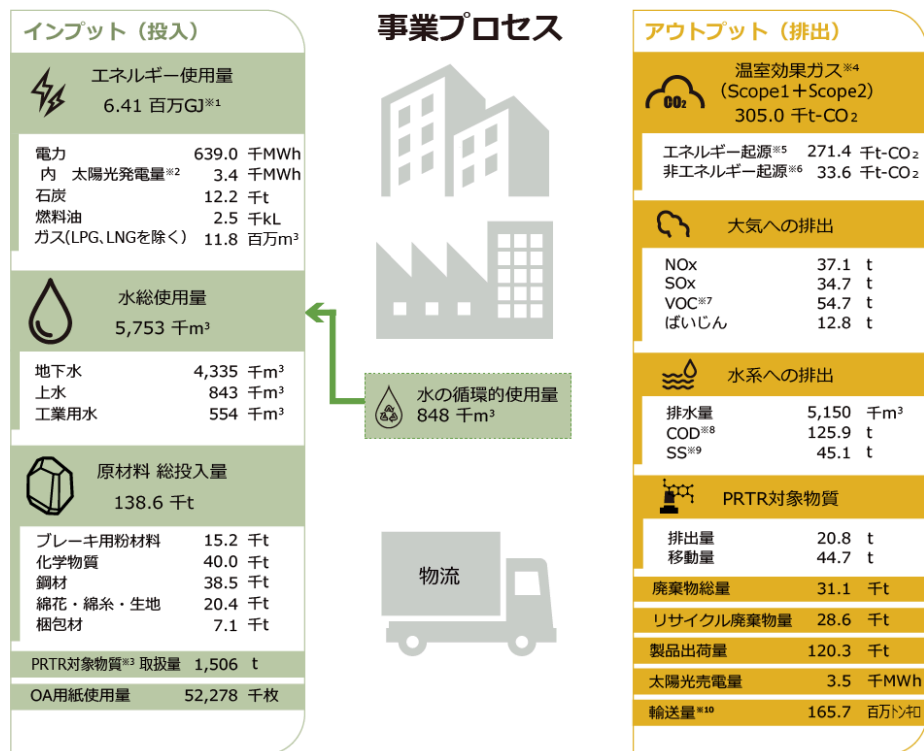 インプット（投入）
エネルギー使用量
6.41 百万GJ※1
電力 639.0 千MWh
内 太陽光発電量※2 3.4 千MWh
石炭 12.2 千t
燃料油 2.5 千kL
ガス(LPG、LNGを除く) 11.8 百万m³
水総使用量
5,753 千m³
地下水 4,335 千m³
上水 843 千m³
工業用水 554 千m³
原材料 総投入量
138.6 千t
ブレーキ用粉材料 15.2 千t
化学物質 40.0 千t
鋼材 38.5 千t
綿花・綿糸・生地 20.4 千t
梱包材 7.1 千t
PRTR対象物質※3 取扱量 1,506 t
OA用紙使用量 52,278 千枚
事業プロセス
水の循環的使用量
848 千m³
物流
アウトプット（排出）
温室効果ガス※4
（Scope1＋Scope2）
305.0 千t-CO₂
CO₂
エネルギー起源※5 271.4 千t-CO₂
非エネルギー起源※6 33.6 千t-CO₂
大気への排出
NOx 37.1 t
SOx 34.7 t
VOC※7 54.7 t
ばいじん 12.8 t
水系への排出
排水量 5,150 千m³
COD※8 125.9 t
SS※9 45.1 t
PRTR対象物質
排出量 20.8 t
移動量 44.7 t
廃棄物総量 31.1 千t
リサイクル廃棄物量 28.6 千t
製品出荷量 120.3 千t
太陽光売電量 3.5 千MWh
輸送量※10 165.7 百万トンキロ